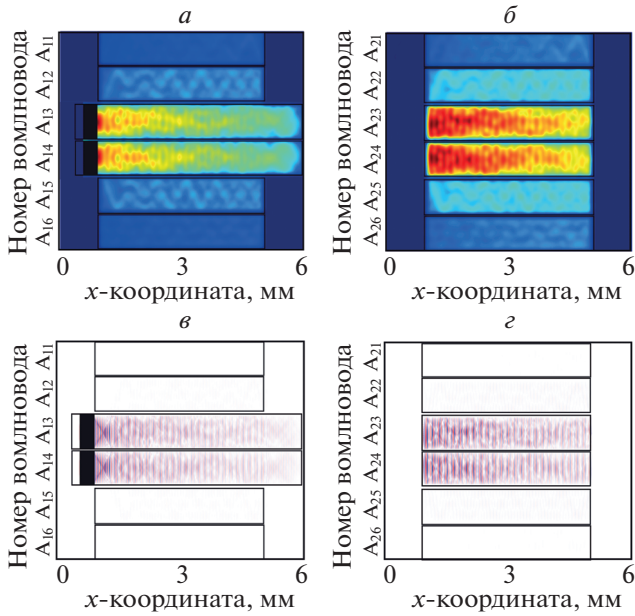 а
Номер вомлновода
A11
A12
A13
A14
A15
A16
0 3 6
x-координата, мм
б
Номер вомлновода
A21
A22
A23
A24
A25
A26
0 3 6
x-координата, мм
в
Номер вомлновода
A11
A12
A13
A14
A15
A16
0 3 6
x-координата, мм
г
Номер вомлновода
A21
A22
A23
A24
A25
A26
0 3 6
x-координата, мм